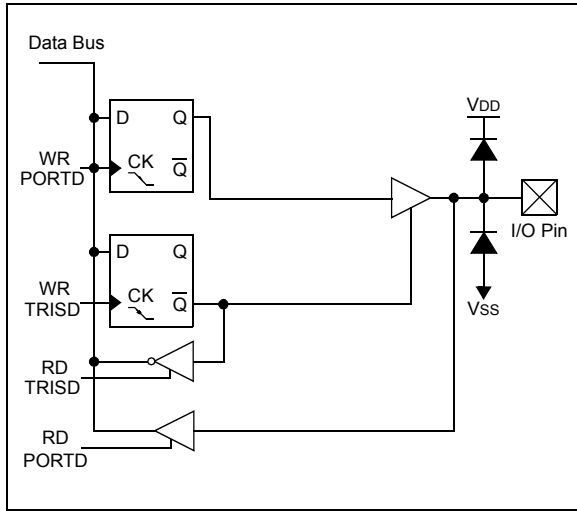 Data Bus
D Q
WR
PORTD
CK
Q
VDD
I/O Pin
VSS
D Q
WR
TRISD
CK
Q
RD
TRISD
RD
PORTD